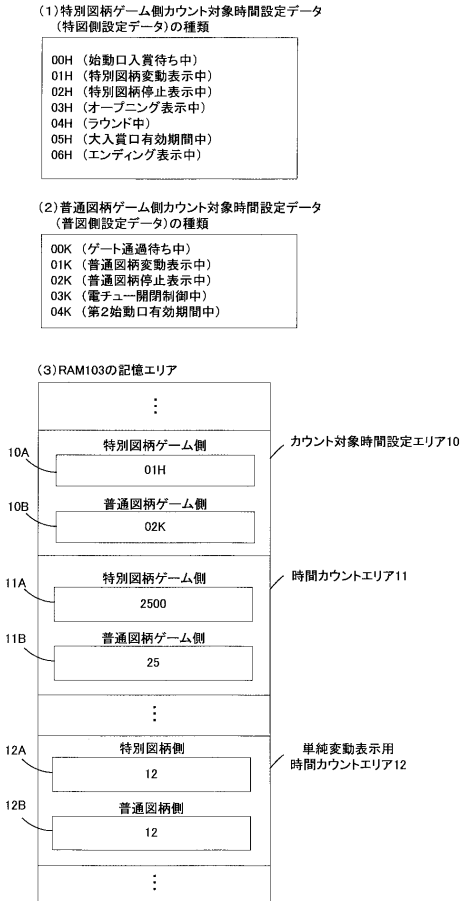 (1)特別図柄ゲーム側カウント対象時間設定データ
(特図側設定データ)の種類
00H (始動口入賞待ち中)
01H (特別図柄変動表示中)
02H (特別図柄停止表示中)
03H (オープニング表示中)
04H (ラウンド中)
05H (大入賞口有効期間中)
06H (エンディング表示中)
(2)普通図柄ゲーム側カウント対象時間設定データ
(普図側設定データ)の種類
00K (ゲート通過待ち中)
01K (普通図柄変動表示中)
02K (普通図柄停止表示中)
03K (電チュー開閉制御中)
04K (第2始動口有効期間中)
(3)RAM103の記憶エリア
カウント対象時間設定エリア10
特別図柄ゲーム側
10A
01H
普通図柄ゲーム側
10B
02K
時間カウントエリア11
特別図柄ゲーム側
11A
2500
普通図柄ゲーム側
11B
25
単純変動表示用
時間カウントエリア12
特別図柄側
12A
12
普通図柄側
12B
12